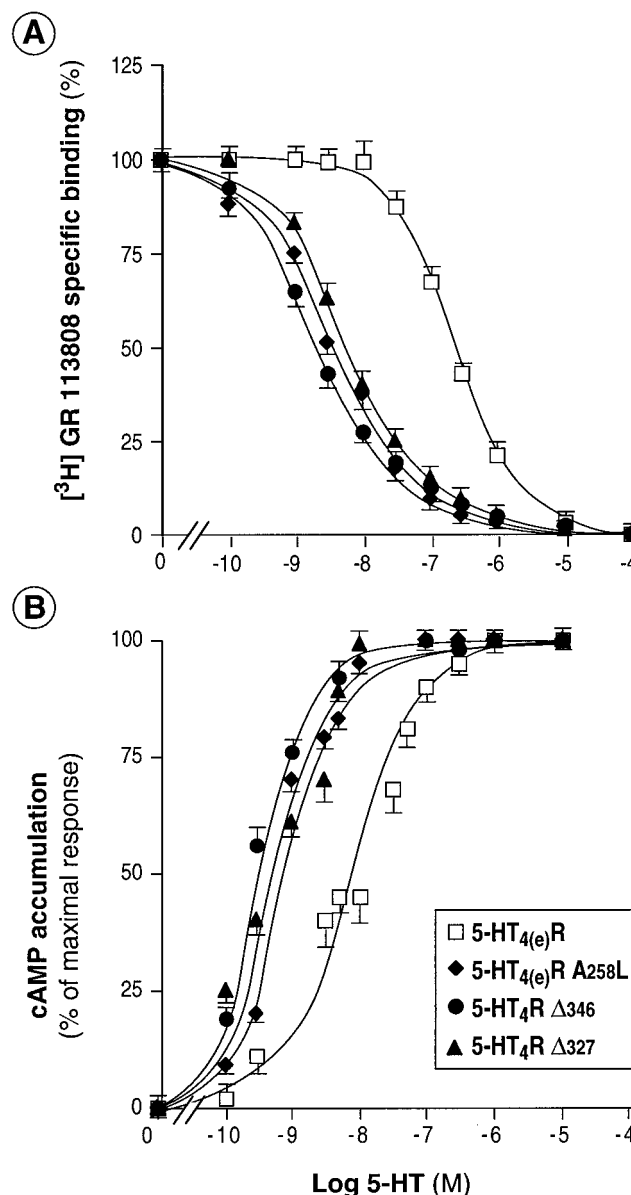 A
[³H] GR 113808 specific binding (%)
125
100
75
50
25
0
0 -10 -9 -8 -7 -6 -5 -4
B
cAMP accumulation
(% of maximal response)
100
75
50
25
0
5-HT₄₍ₑ₎R
5-HT₄₍ₑ₎R A₂₅₈L
5-HT₄R Δ₃₄₆
5-HT₄R Δ₃₂₇
0 -10 -9 -8 -7 -6 -5 -4
Log 5-HT (M)